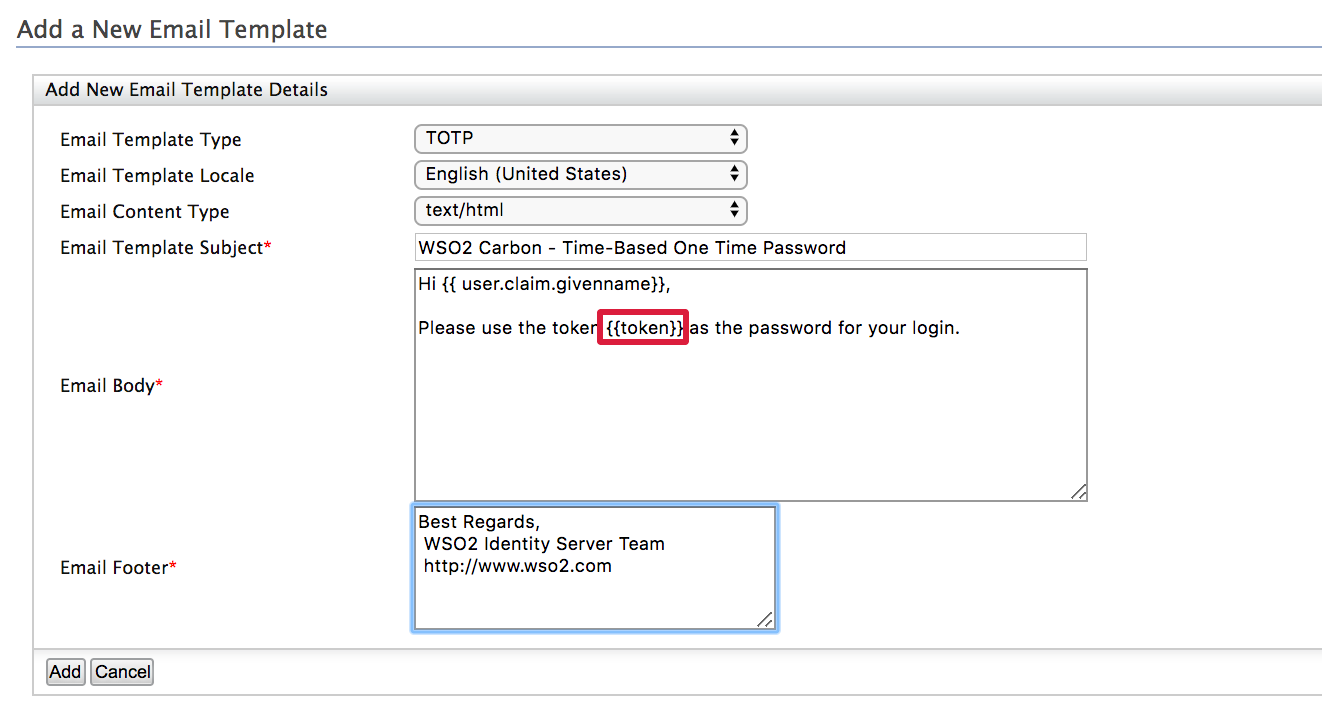 Add a New Email Template
Add New Email Template Details
Email Template Type
TOTP
Email Template Locale
English (United States)
Email Content Type
text/html
Email Template Subject*
WSO2 Carbon - Time-Based One Time Password
Email Body*
Hi {{ user.claim.givenname}},
Please use the token {{token}} as the password for your login.
Email Footer*
Best Regards,
WSO2 Identity Server Team
http://www.wso2.com
Add Cancel